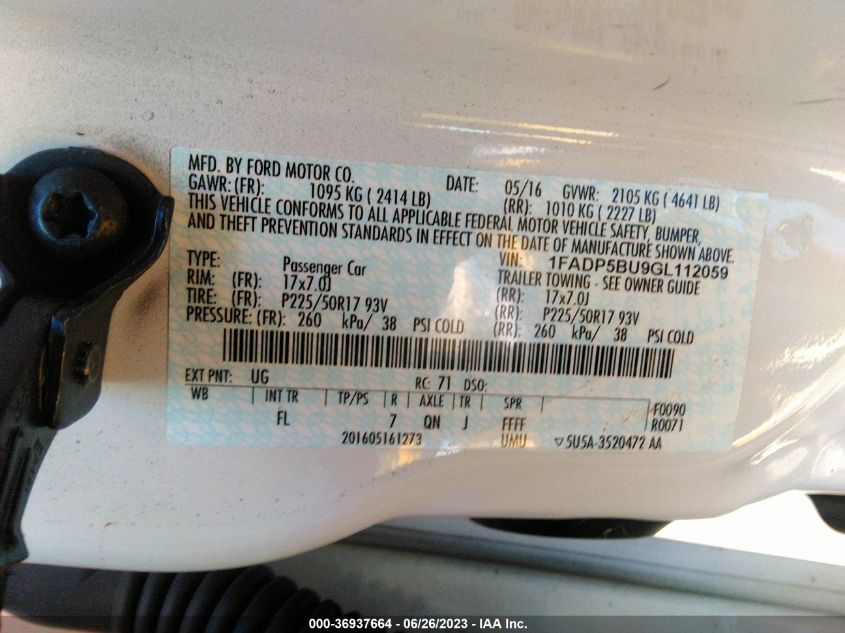 MFD. BY FORD MOTOR CO.
DATE: 05/16 GVWR: 2105 KG ( 4641 LB)
GAWR: (FR): 1095 KG ( 2414 LB) (RR): 1010 KG ( 2227 LB)
THIS VEHICLE CONFORMS TO ALL APPLICABLE FEDERAL MOTOR VEHICLE SAFETY, BUMPER,
AND THEFT PREVENTION STANDARDS IN EFFECT ON THE DATE OF MANUFACTURE SHOWN ABOVE.
VIN: 1FADP5BU9GL112059
TYPE: Passenger Car TRAILER TOWING - SEE OWNER GUIDE
RIM: (FR): 17x7.0J (RR): 17x7.0J
TIRE: (FR): P225/50R17 93V (RR): P225/50R17 93V
PRESSURE: (FR): 260 kPa/ 38 PSI COLD (RR): 260 kPa/ 38 PSI COLD
EXT PNT: UG RC: 71 DSO:
WB INT TR TP/PS R AXLE TR SPR F0090
FL 7 QN J FFFF R0071
201605161273 UMU ▽5U5A-3520472 AA
000-36937664 - 06/26/2023 - IAA Inc.